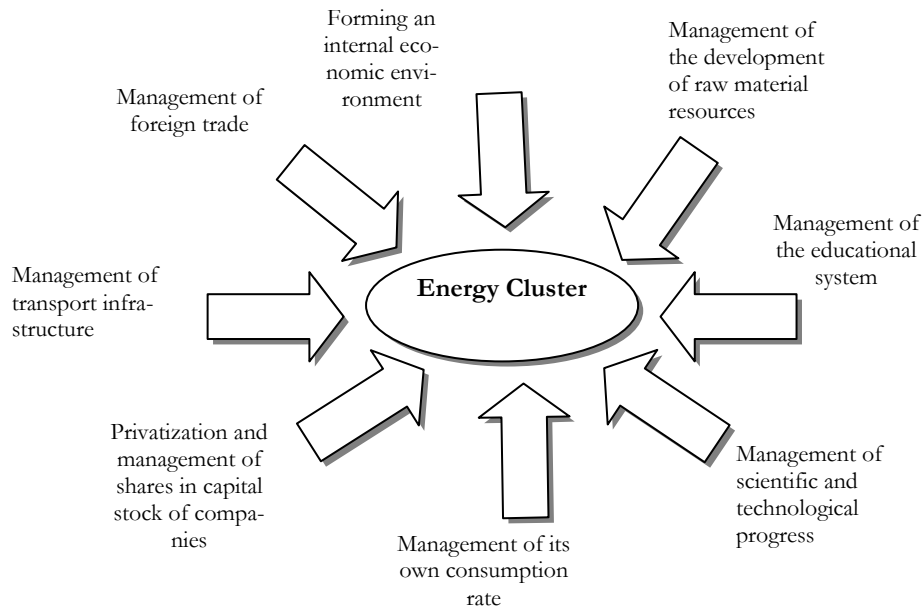 Forming an
internal eco-
nomic envi-
ronment
Management of
the development
of raw material
resources
Management of
foreign trade
Management of
the educational
system
Energy Cluster
Management of
transport infra-
structure
Privatization and
management of
shares in capital
stock of compa-
nies
Management of
scientific and
technological
progress
Management of its
own consumption
rate